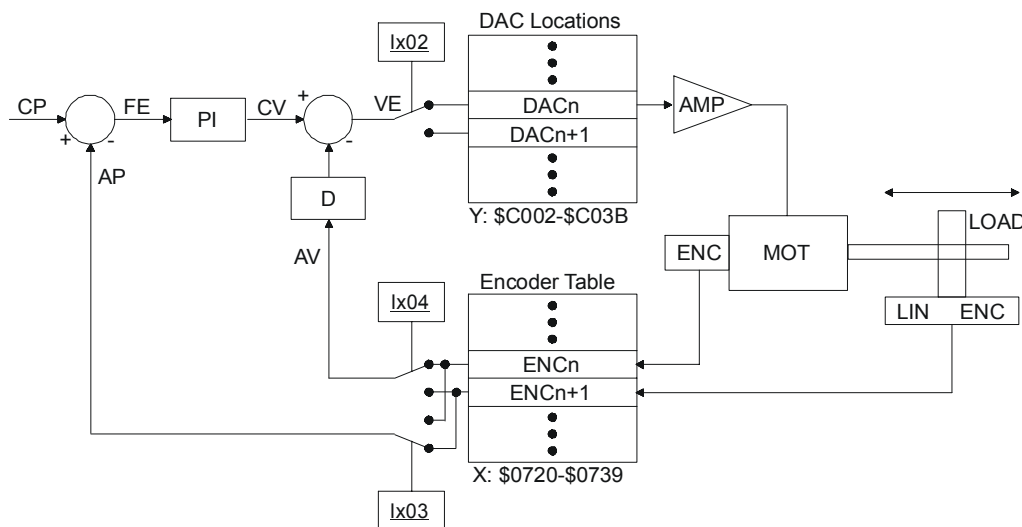 DAC Locations
Ix02
CP
+
-
FE
PI
CV
+
-
VE
DACn
DACn+1
AMP
AP
D
Y: $C002-$C03B
LOAD
AV
ENC
MOT
Encoder Table
Ix04
LIN ENC
ENCn
ENCn+1
X: $0720-$0739
Ix03